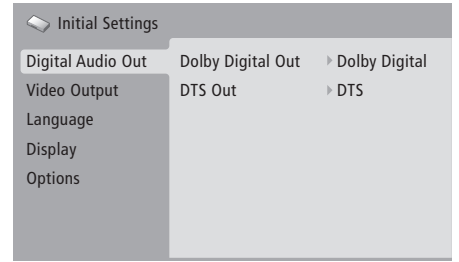 Initial Settings
Digital Audio Out Dolby Digital Out Dolby Digital
Video Output DTS Out DTS
Language
Display
Options